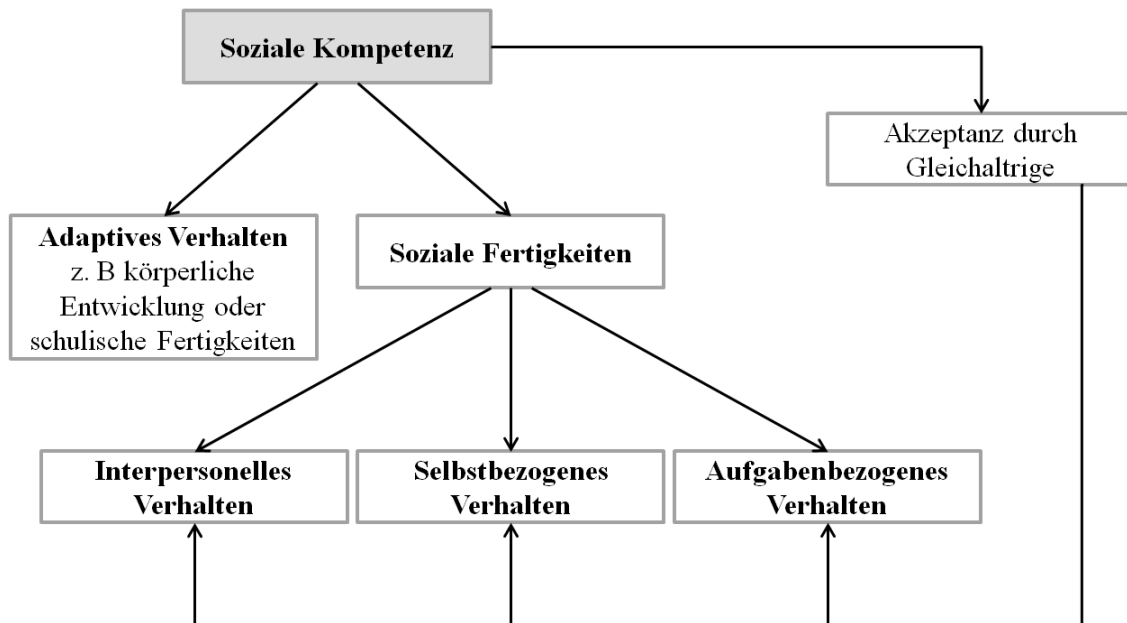 Soziale Kompetenz
Akzeptanz durch
Gleichaltrige
Adaptives Verhalten
z. B körperliche
Entwicklung oder
schulische Fertigkeiten
Soziale Fertigkeiten
Interpersonelles
Verhalten
Selbstbezogenes
Verhalten
Aufgabenbezogenes
Verhalten